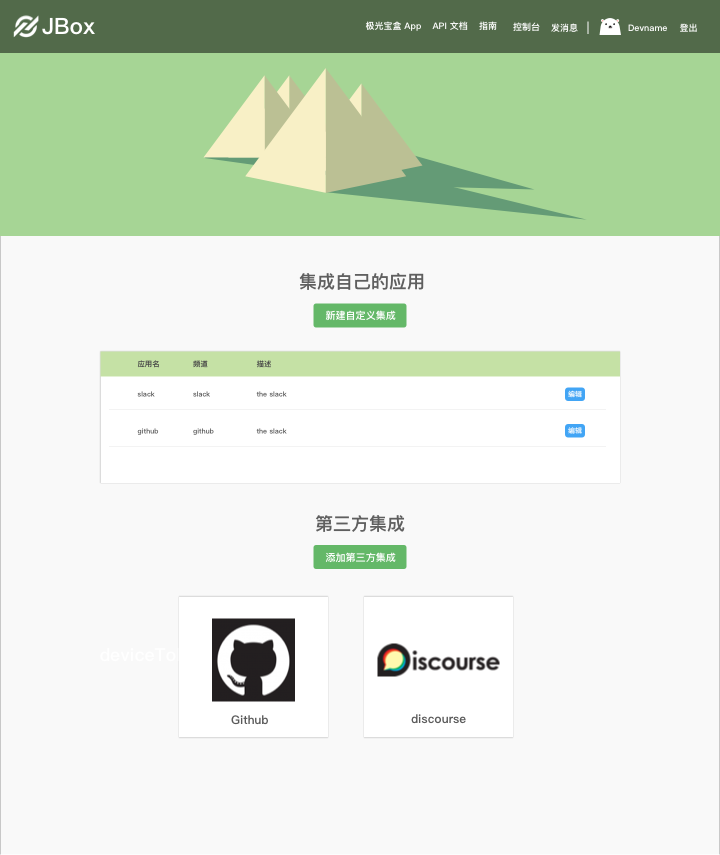 JBox
极光宝盒 App API 文档 指南 控制台 发消息 | Devname 登出
集成自己的应用
新建自定义集成
应用名 频道 描述
slack slack the slack 编辑
github github the slack 编辑
第三方集成
添加第三方集成
deviceTo
iscourse
Github discourse